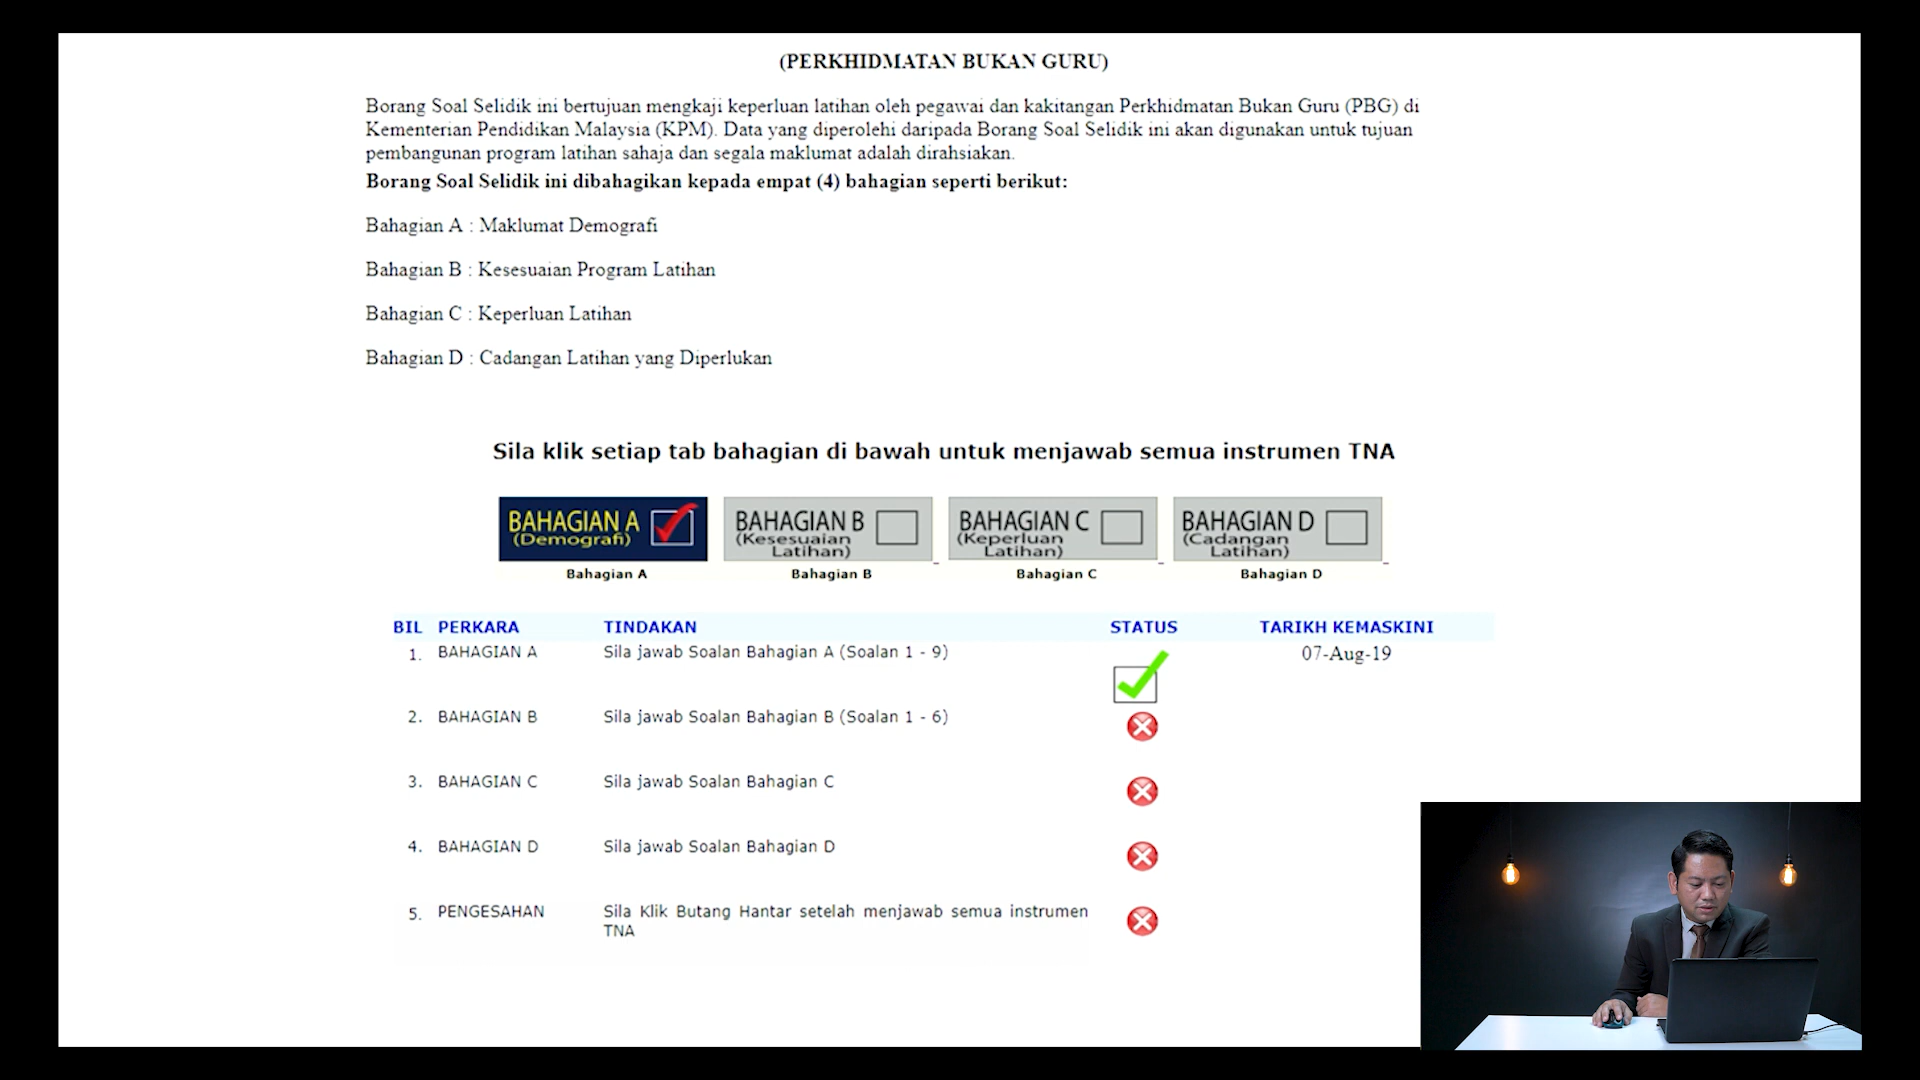 (PERKHIDMATAN BUKAN GURU)
Borang Soal Selidik ini bertujuan mengkaji keperluan latihan oleh pegawai dan kakitangan Perkhidmatan Bukan Guru (PBG) di
Kementerian Pendidikan Malaysia (KPM). Data yang diperolehi daripada Borang Soal Selidik ini akan digunakan untuk tujuan
pembangunan program latihan sahaja dan segala maklumat adalah dirahsiakan.
Borang Soal Selidik ini dibahagikan kepada empat (4) bahagian seperti berikut:
Bahagian A : Maklumat Demografi
Bahagian B : Kesesuaian Program Latihan
Bahagian C : Keperluan Latihan
Bahagian D : Cadangan Latihan yang Diperlukan
Sila klik setiap tab bahagian di bawah untuk menjawab semua instrumen TNA
BAHAGIAN A
(Demografi)
Bahagian A
BAHAGIAN B
(Kesesuaian
Latihan)
Bahagian B
BAHAGIAN C
(Keperluan
Latihan)
Bahagian C
BAHAGIAN D
(Cadangan
Latihan)
Bahagian D
BIL PERKARA TINDAKAN STATUS TARIKH KEMASKINI
1. BAHAGIAN A Sila jawab Soalan Bahagian A (Soalan 1 - 9) 07-Aug-19
2. BAHAGIAN B Sila jawab Soalan Bahagian B (Soalan 1 - 6)
3. BAHAGIAN C Sila jawab Soalan Bahagian C
4. BAHAGIAN D Sila jawab Soalan Bahagian D
5. PENGESAHAN Sila Klik Butang Hantar setelah menjawab semua instrumen
TNA